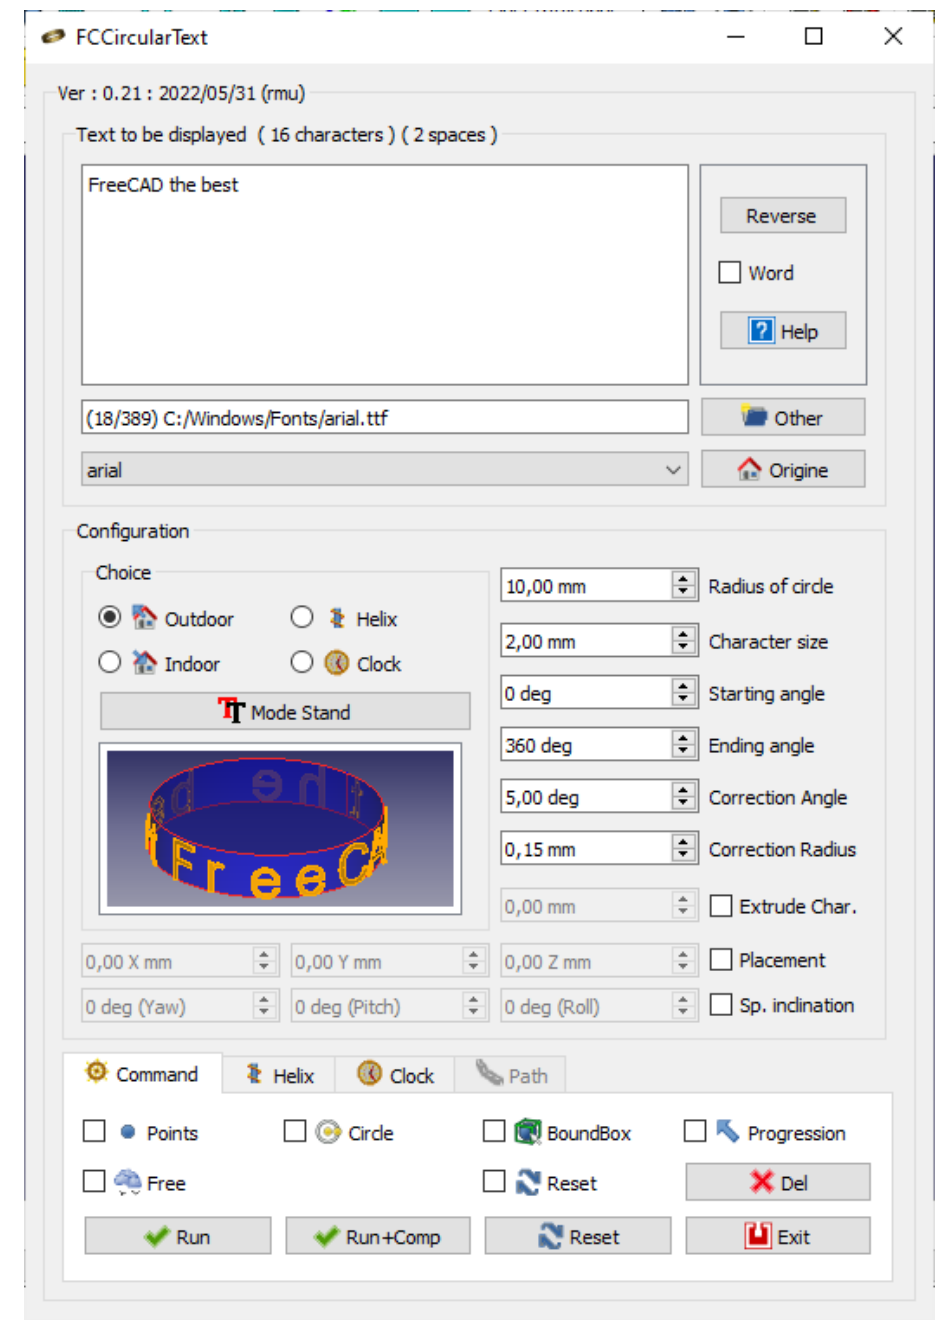 FCCircularText
Ver : 0.21 : 2022/05/31 (rmu)
Text to be displayed ( 16 characters ) ( 2 spaces )
FreeCAD the best
Reverse
Word
Help
(18/389) C:/Windows/Fonts/arial.ttf
Other
arial
Origine
Configuration
Choice
Outdoor
Helix
Indoor
Clock
Mode Stand
FreeCA
the be
10,00 mm Radius of circle
2,00 mm Character size
0 deg Starting angle
360 deg Ending angle
5,00 deg Correction Angle
0,15 mm Correction Radius
0,00 mm Extrude Char.
0,00 X mm 0,00 Y mm 0,00 Z mm Placement
0 deg (Yaw) 0 deg (Pitch) 0 deg (Roll) Sp. inclination
Command Helix Clock Path
Points Circle BoundBox Progression
Free Reset Del
Run Run+Comp Reset Exit